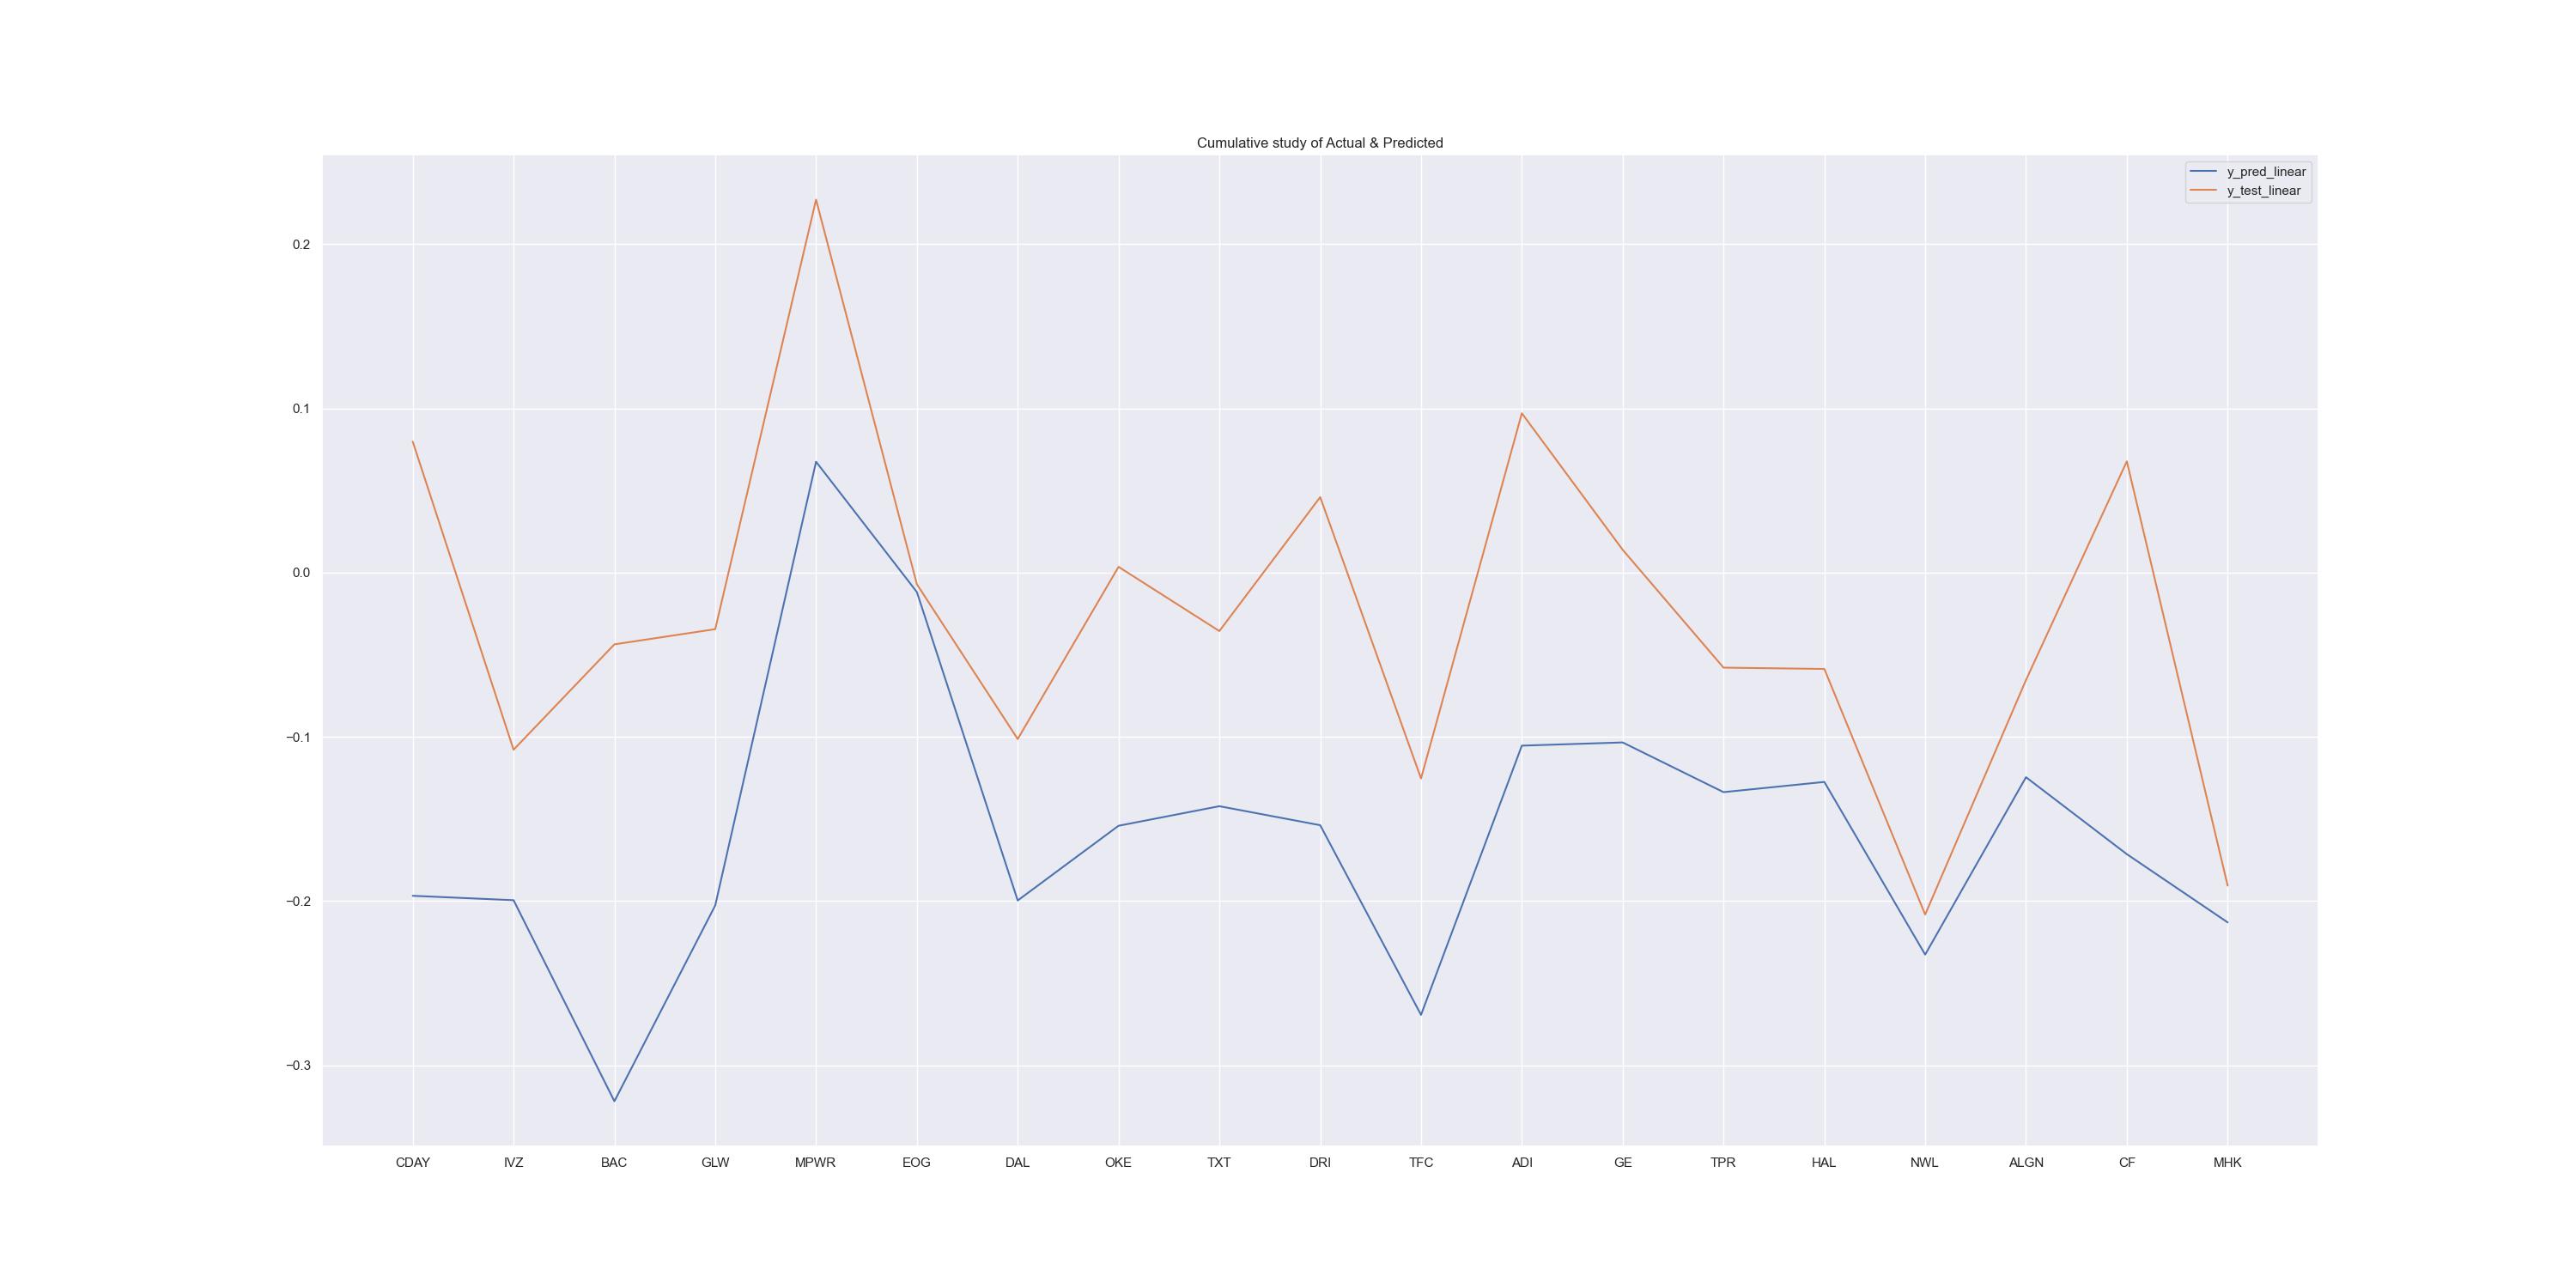 Cumulative study of Actual & Predicted
y_pred_linear
y_test_linear
0.2
0.1
0.0
−0.1
−0.2
−0.3
CDAY IVZ BAC GLW MPWR EOG DAL OKE TXT DRI TFC ADI GE TPR HAL NWL ALGN CF MHK